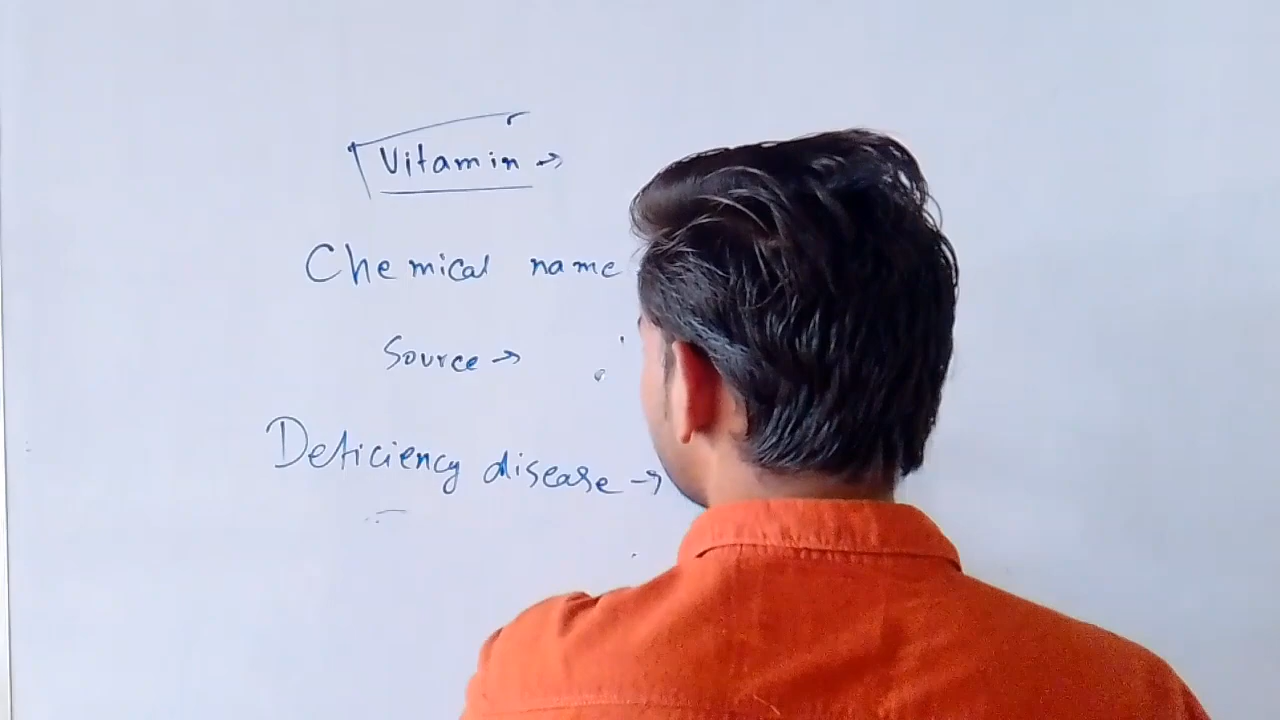 Vitamin →
Chemical name
Source →
Deficiency disease →